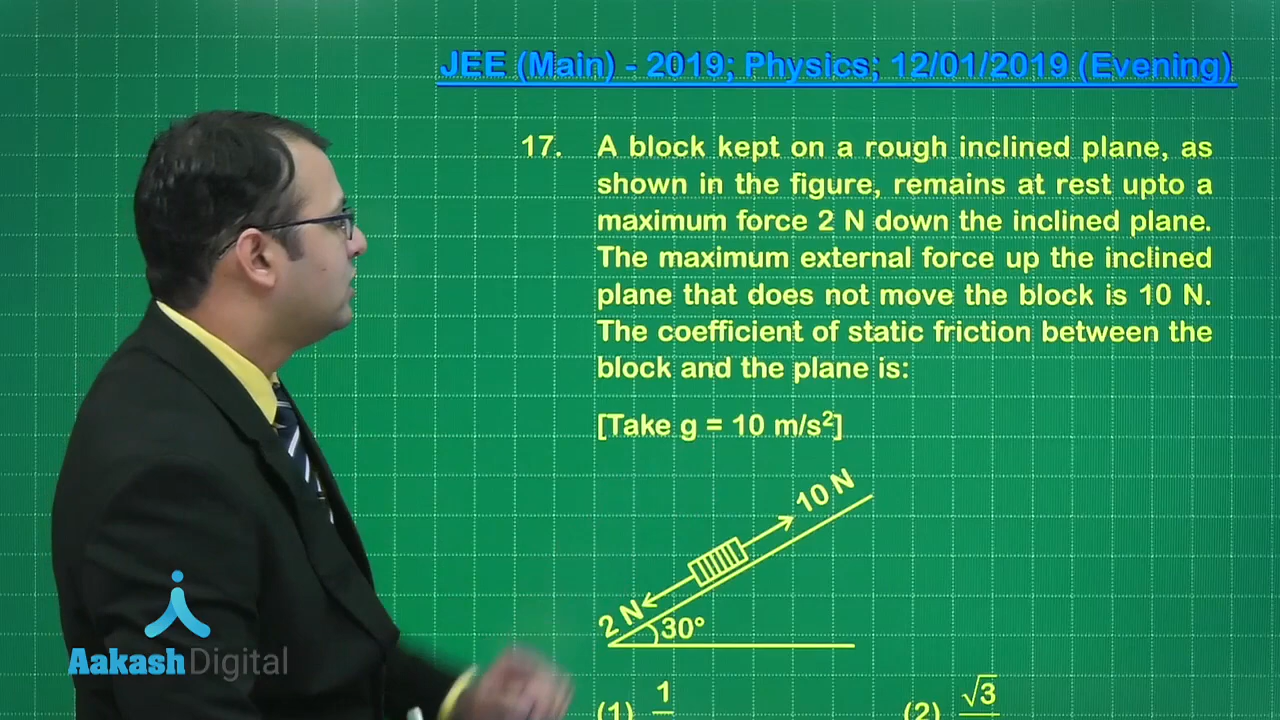 JEE (Main) - 2019; Physics; 12/01/2019 (Evening)
17. A block kept on a rough inclined plane, as
shown in the figure, remains at rest upto a
maximum force 2 N down the inclined plane.
The maximum external force up the inclined
plane that does not move the block is 10 N.
The coefficient of static friction between the
block and the plane is:
[Take g = 10 m/s²]
10 N
2 N
30°
(1) 1
(2) √3
Aakash Digital